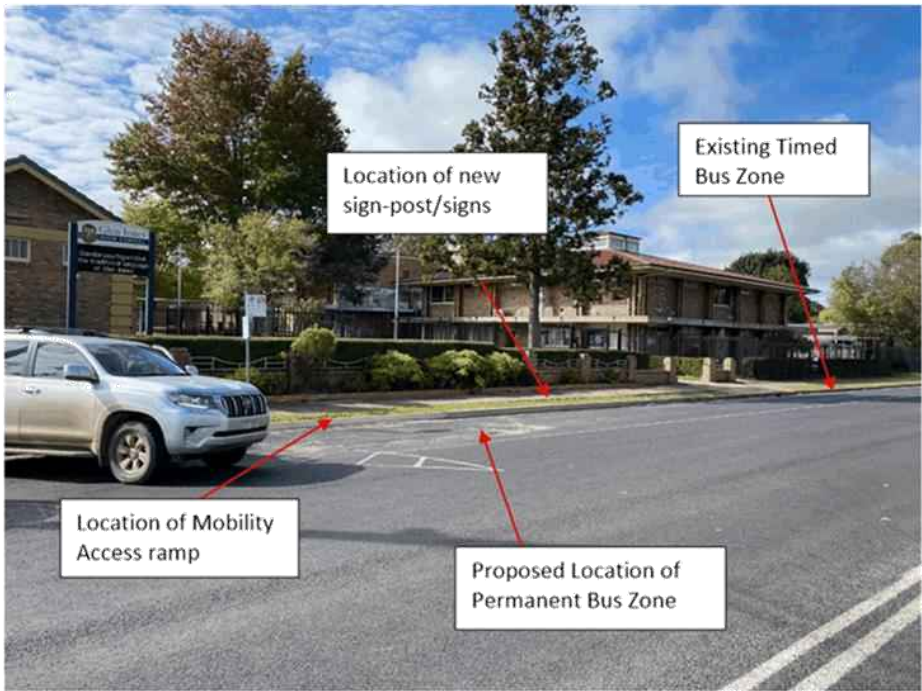 Location of new
sign-post/signs
Existing Timed
Bus Zone
Location of Mobility
Access ramp
Proposed Location of
Permanent Bus Zone